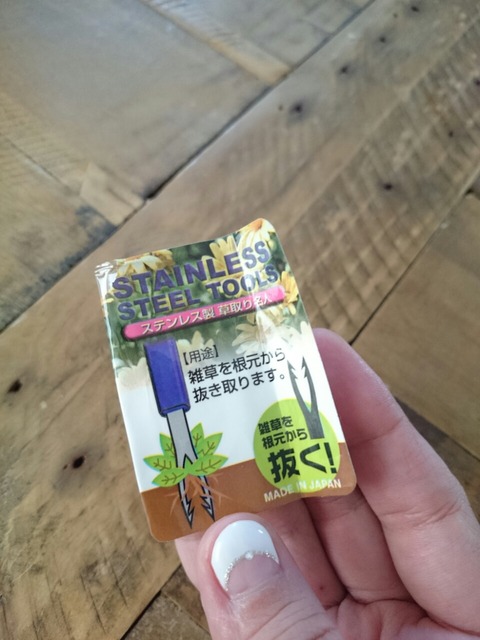 STAINLESS
STEEL TOOLS
ステンレス製 草取り名人
【用途】
雑草を根元から
抜き取ります。
雑草を
根元から
抜く!
MADE IN JAPAN